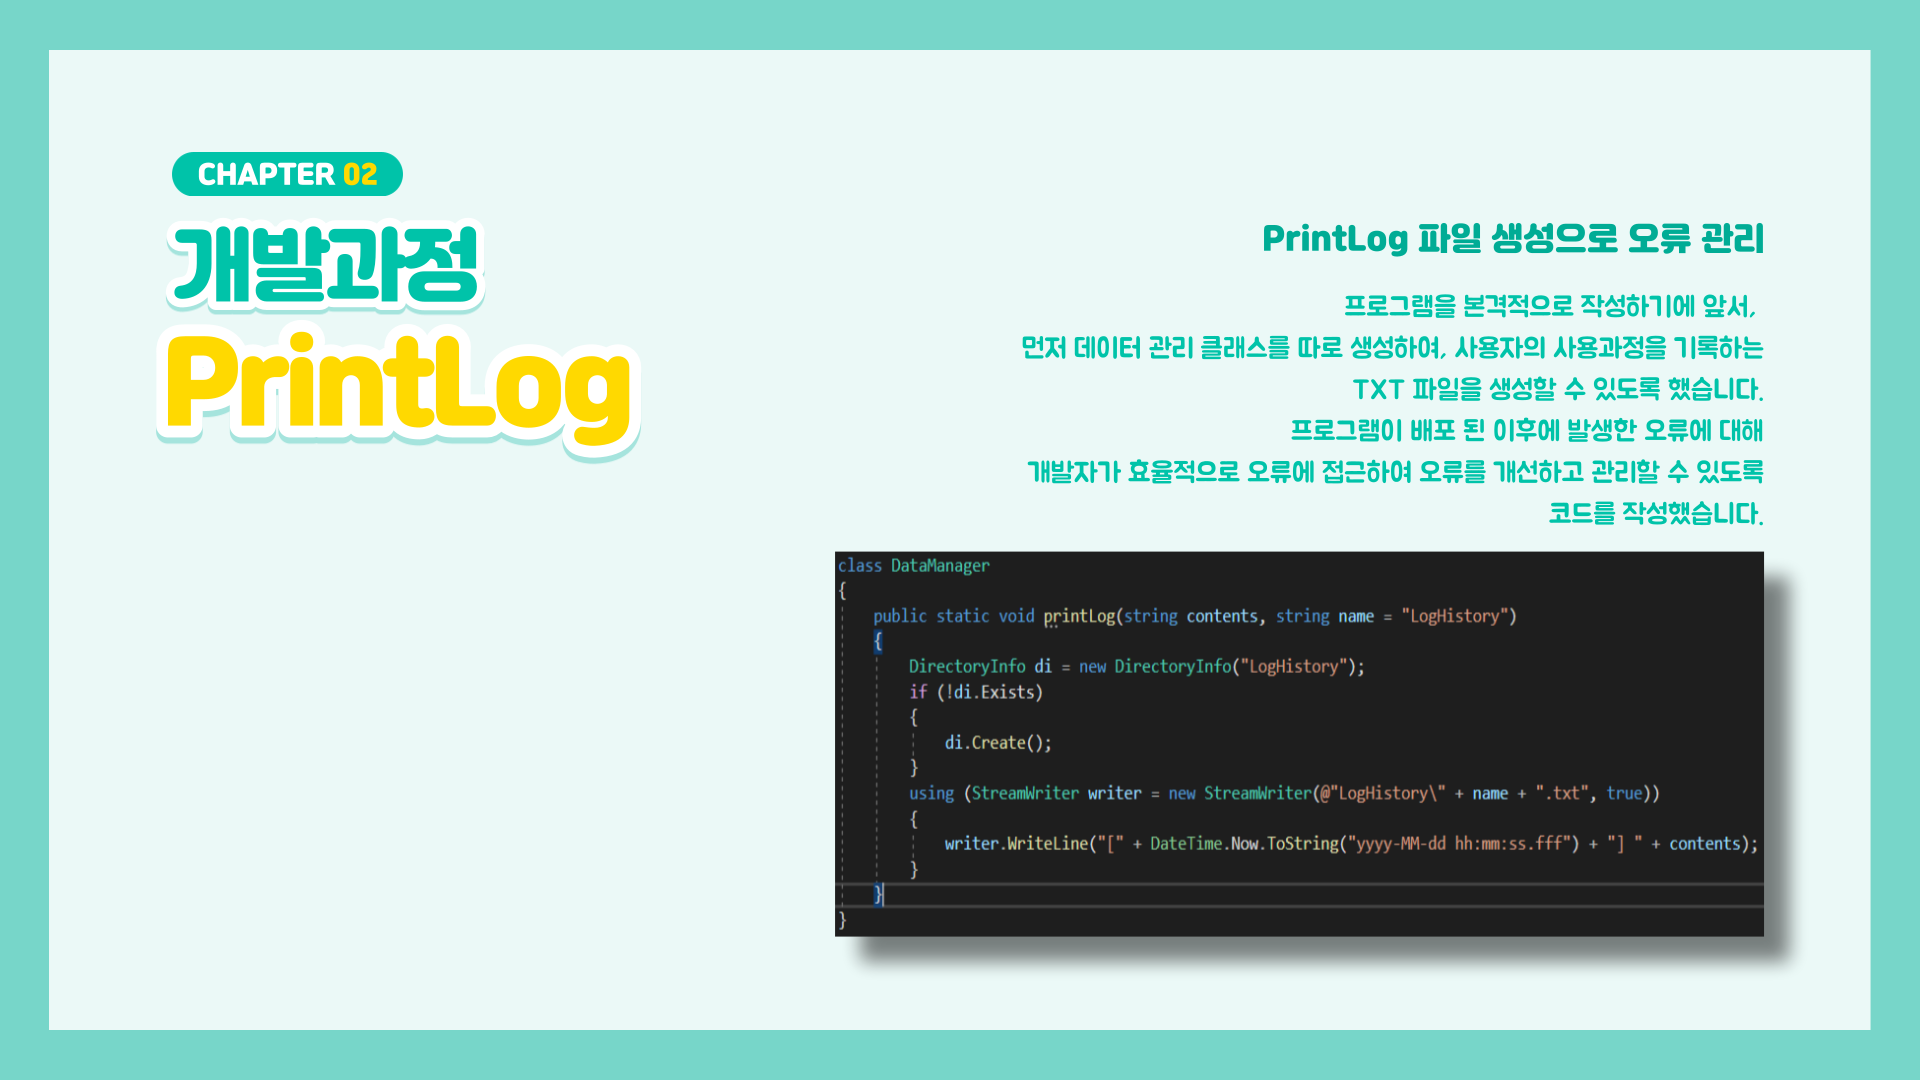 CHAPTER 02
개발과정
PrintLog
PrintLog 파일 생성으로 오류 관리
프로그램을 본격적으로 작성하기에 앞서,
먼저 데이터 관리 클래스를 따로 생성하여, 사용자의 사용과정을 기록하는
TXT 파일을 생성할 수 있도록 했습니다.
프로그램이 배포 된 이후에 발생한 오류에 대해
개발자가 효율적으로 오류에 접근하여 오류를 개선하고 관리할 수 있도록
코드를 작성했습니다.
class DataManager
{
    public static void printLog(string contents, string name = "LogHistory")
    {
        DirectoryInfo di = new DirectoryInfo("LogHistory");
        if (!di.Exists)
        {
            di.Create();
        }
        using (StreamWriter writer = new StreamWriter(@"LogHistory\" + name + ".txt", true))
        {
            writer.WriteLine("[" + DateTime.Now.ToString("yyyy-MM-dd hh:mm:ss.fff") + "] " + contents);
        }
    }
}